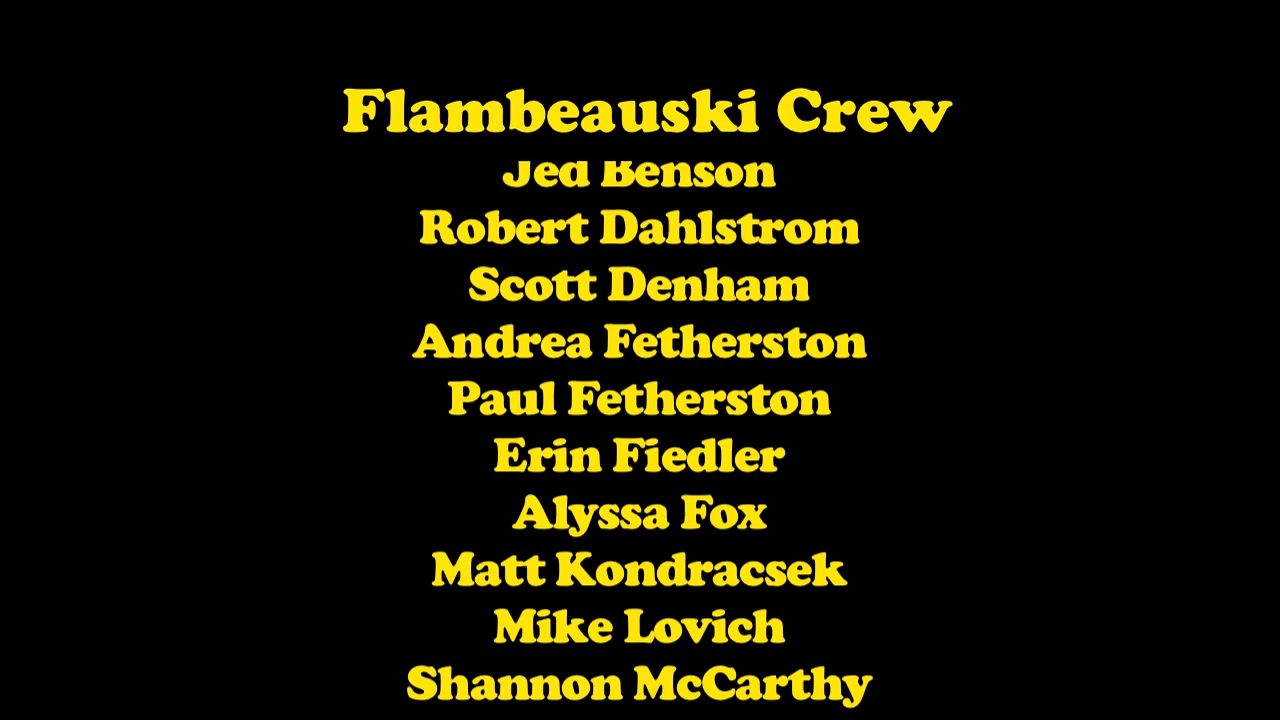 Flambeauski Crew
Jed Benson
Robert Dahlstrom
Scott Denham
Andrea Fetherston
Paul Fetherston
Erin Fiedler
Alyssa Fox
Matt Kondracsek
Mike Lovich
Shannon McCarthy